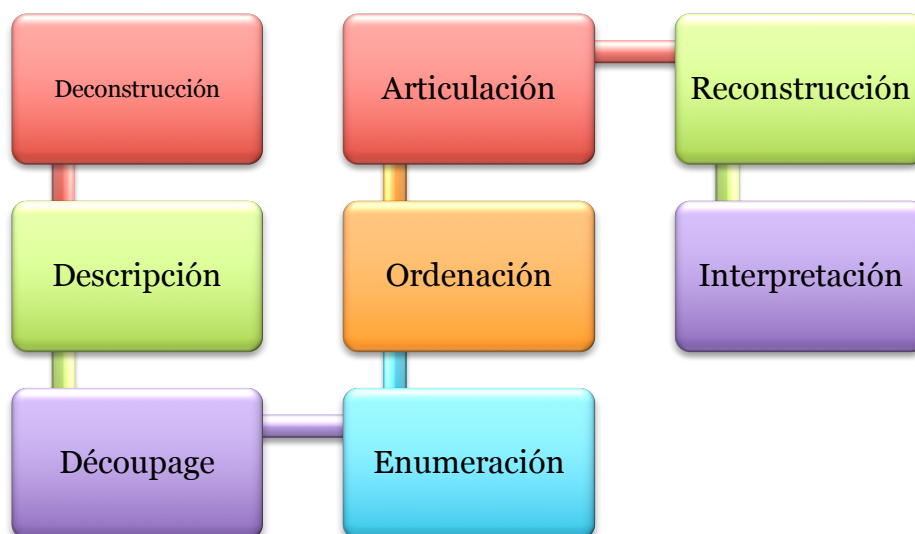 Deconstrucción
Descripción
Découpage
Enumeración
Ordenación
Articulación
Reconstrucción
Interpretación